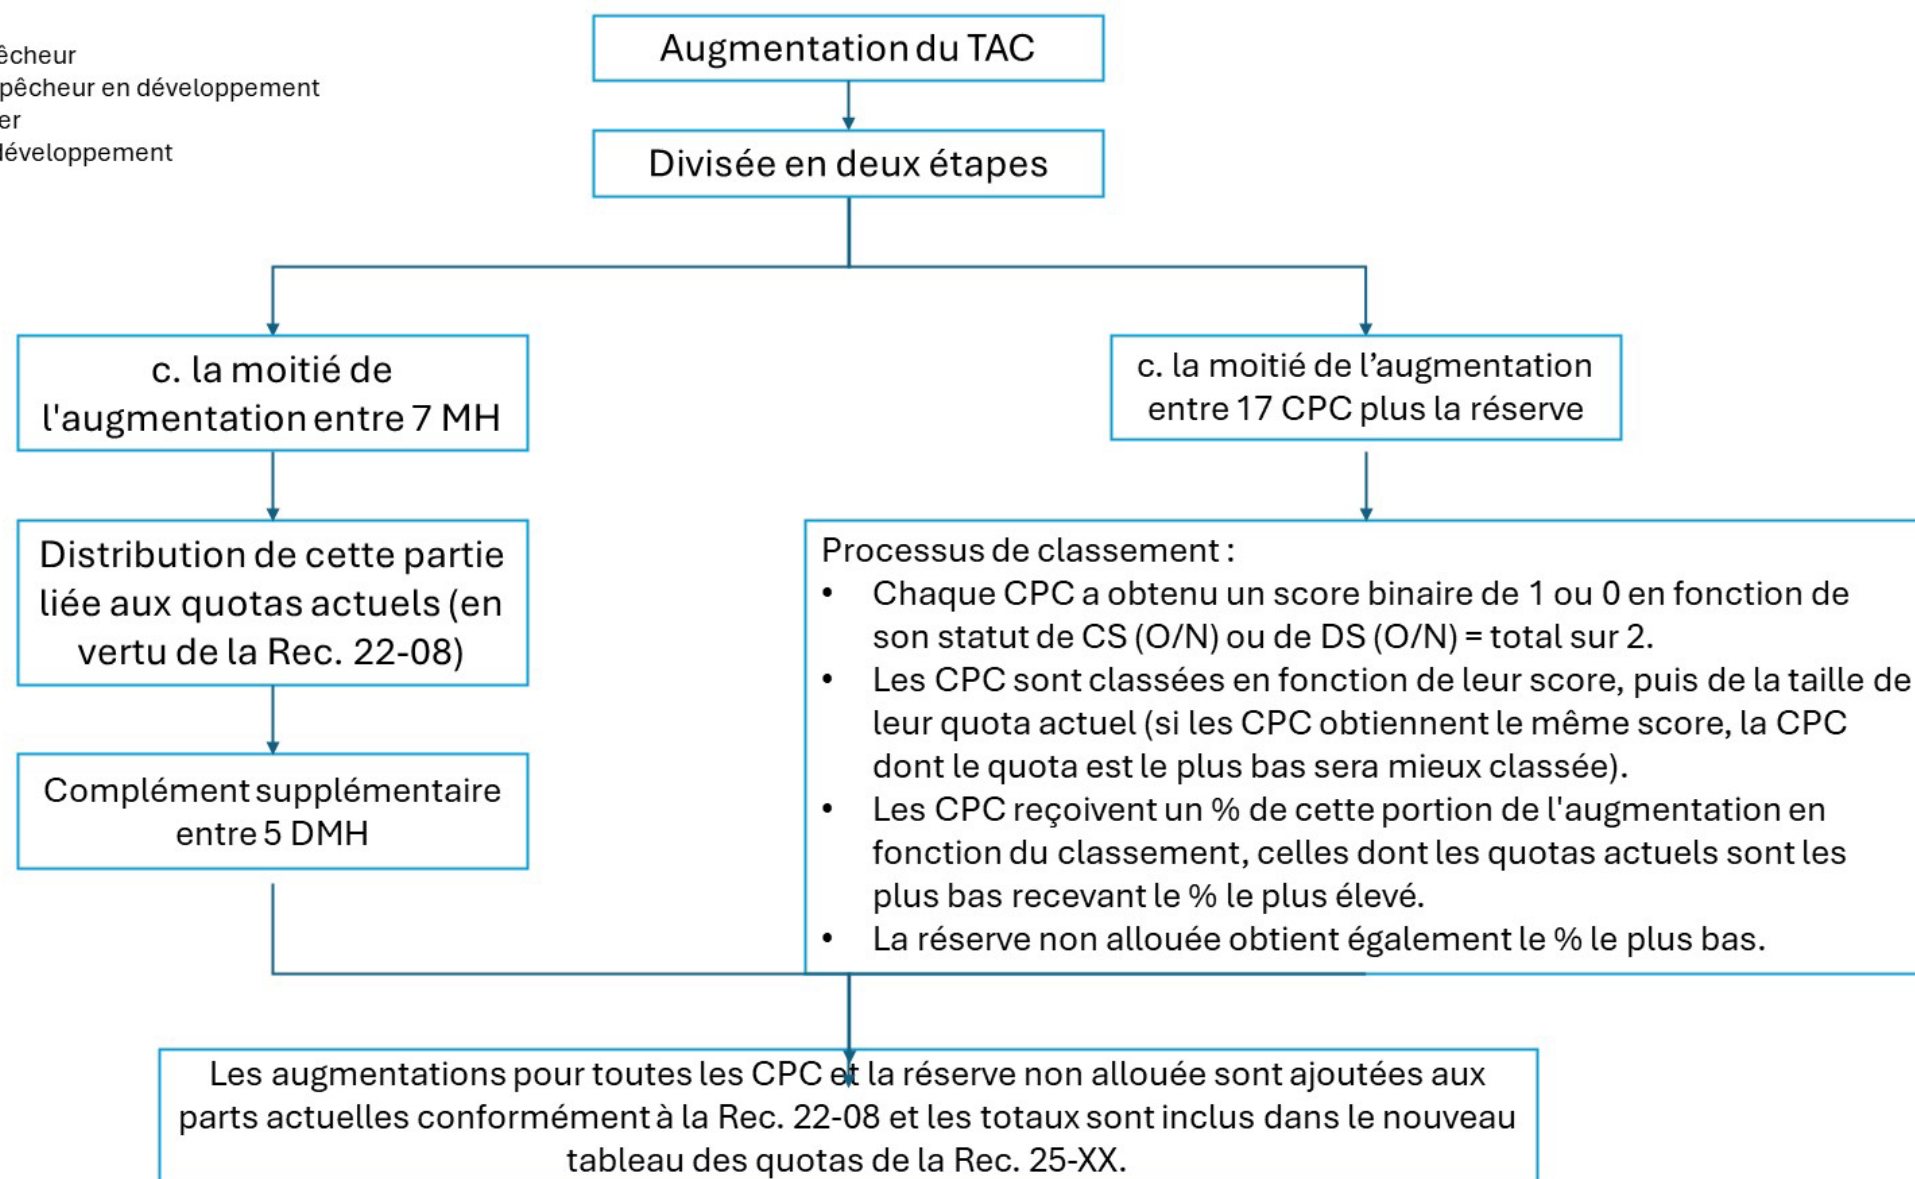 êcheur
pêcheur en développement
er
développement
Augmentation du TAC
Divisée en deux étapes
c. la moitié de
l'augmentation entre 7 MH
c. la moitié de l’augmentation
entre 17 CPC plus la réserve
Distribution de cette partie
liée aux quotas actuels (en
vertu de la Rec. 22-08)
Complément supplémentaire
entre 5 DMH
Processus de classement :
• Chaque CPC a obtenu un score binaire de 1 ou 0 en fonction de
son statut de CS (O/N) ou de DS (O/N) = total sur 2.
• Les CPC sont classées en fonction de leur score, puis de la taille de
leur quota actuel (si les CPC obtiennent le même score, la CPC
dont le quota est le plus bas sera mieux classée).
• Les CPC reçoivent un % de cette portion de l'augmentation en
fonction du classement, celles dont les quotas actuels sont les
plus bas recevant le % le plus élevé.
• La réserve non allouée obtient également le % le plus bas.
Les augmentations pour toutes les CPC et la réserve non allouée sont ajoutées aux
parts actuelles conformément à la Rec. 22-08 et les totaux sont inclus dans le nouveau
tableau des quotas de la Rec. 25-XX.